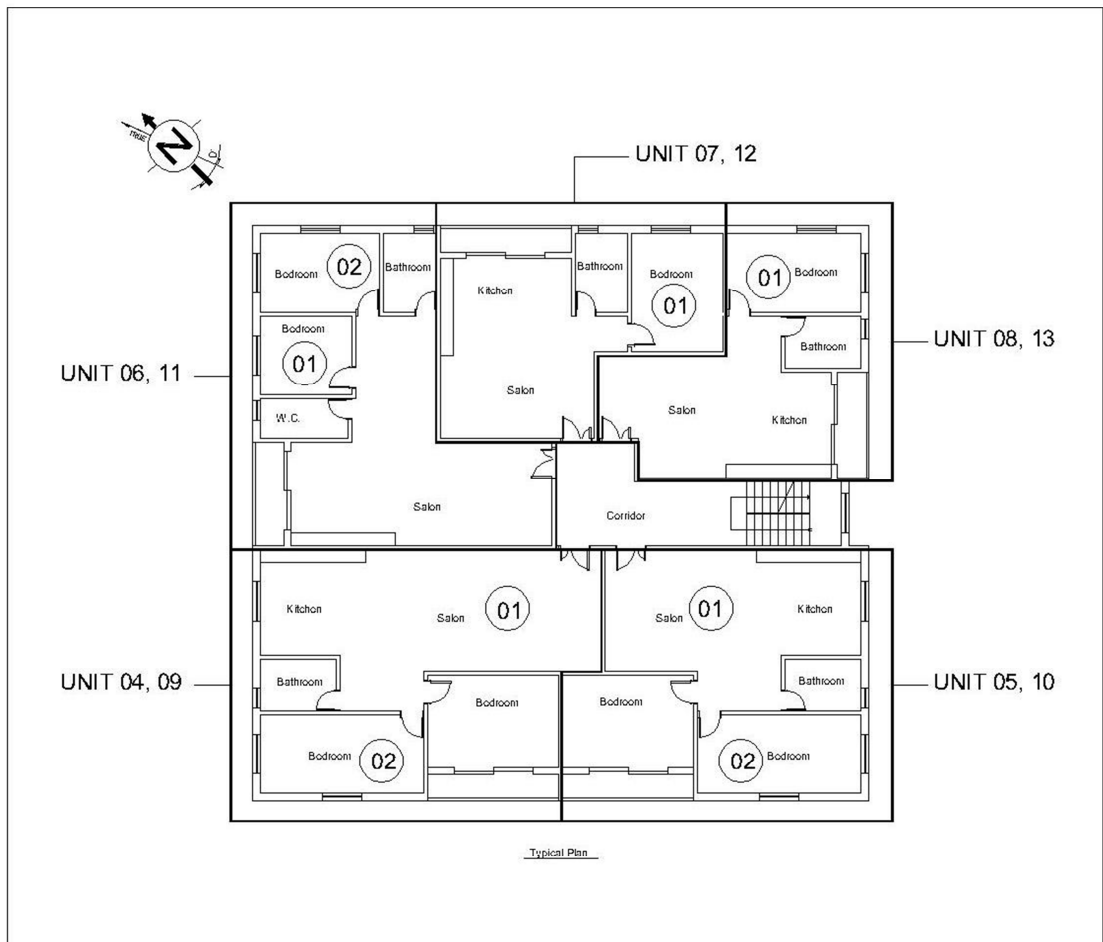 N
TRUE
UNIT 07, 12
Bedroom
02
Bathroom
Kitchen
Bathroom
Bedroom
01
01
Bedroom
Bedroom
01
Bathroom
UNIT 06, 11
UNIT 08, 13
W.C.
Salon
Salon
Kitchen
Salon
Corridor
Kitchen
Salon
01
Salon
01
Kitchen
UNIT 04, 09
Bathroom
Bedroom
Bedroom
Bathroom
UNIT 05, 10
Bedroom
02
02
Bedroom
Typical Plan